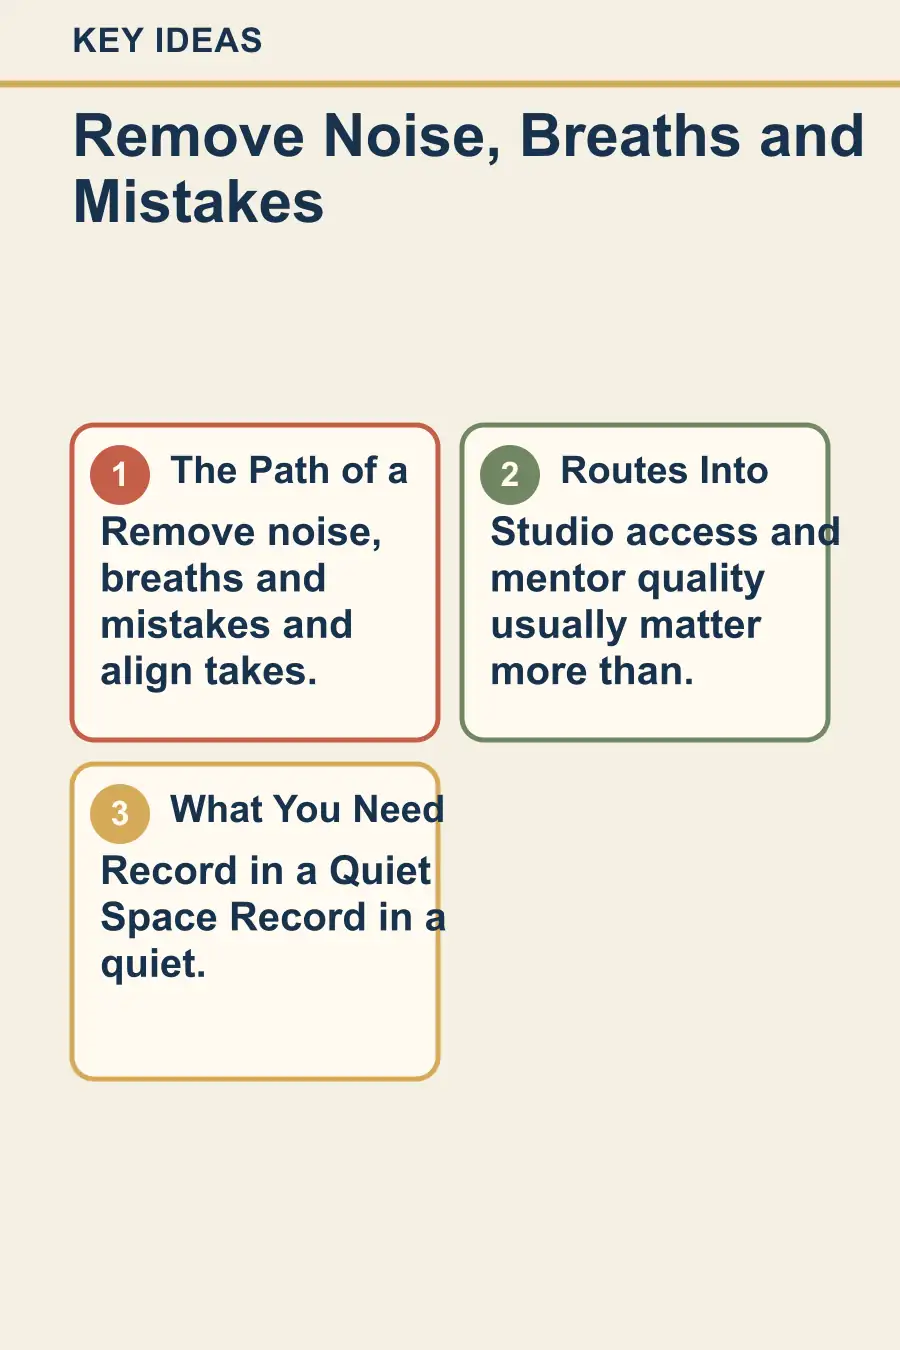 KEY IDEAS
Remove Noise, Breaths and
Mistakes
1 The Path of a
Remove noise,
breaths and
mistakes and
align takes.
2 Routes Into
Studio access and
mentor quality
usually matter
more than.
3 What You Need
Record in a Quiet
Space Record in a
quiet.